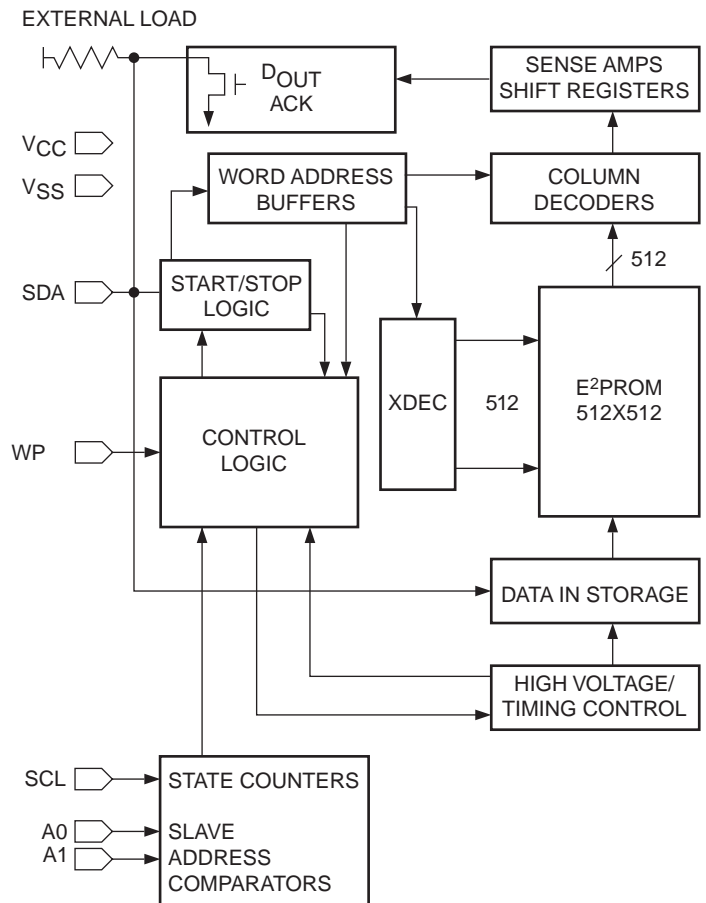 EXTERNAL LOAD
DOUT
ACK
SENSE AMPS
SHIFT REGISTERS
VCC
VSS
WORD ADDRESS
BUFFERS
COLUMN
DECODERS
512
SDA
START/STOP
LOGIC
XDEC
512
E²PROM
512X512
WP
CONTROL
LOGIC
DATA IN STORAGE
HIGH VOLTAGE/
TIMING CONTROL
SCL
STATE COUNTERS
A0
SLAVE
A1
ADDRESS
COMPARATORS